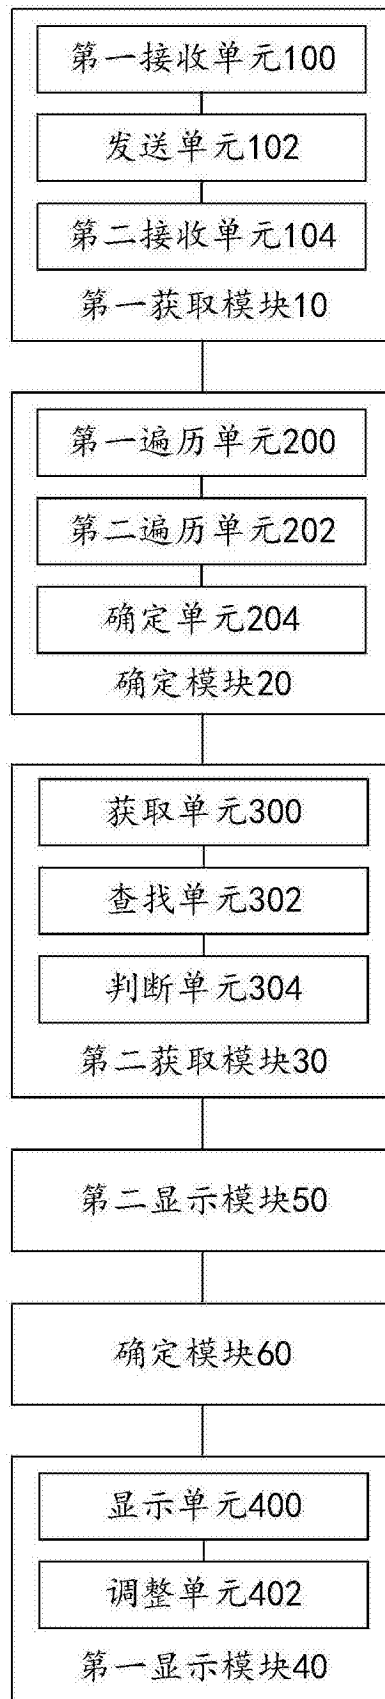 第一接收单元100
发送单元102
第二接收单元104
第一获取模块10
第一遍历单元200
第二遍历单元202
确定单元204
确定模块20
获取单元300
查找单元302
判断单元304
第二获取模块30
第二显示模块50
确定模块60
显示单元400
调整单元402
第一显示模块40